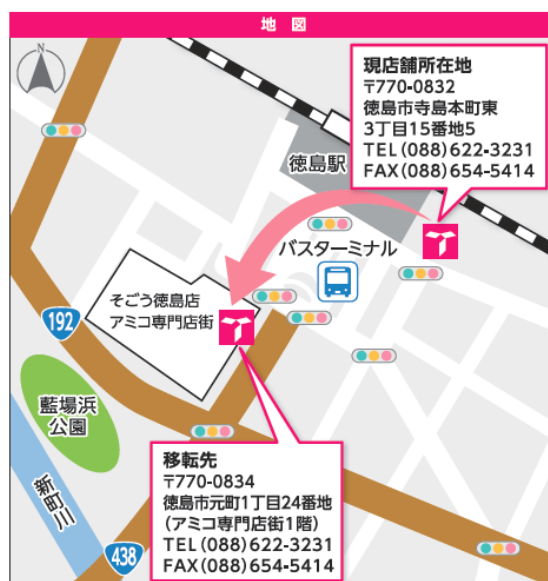 地 図
N
現店舗所在地
〒770-0832
徳島市寺島本町東
3丁目15番地5
TEL(088)622-3231
FAX(088)654-5414
徳島駅
バスターミナル
そごう徳島店
アミコ専門店街
192
藍場浜
公園
新町川
438
移転先
〒770-0834
徳島市元町1丁目24番地
(アミコ専門店街1階)
TEL(088)622-3231
FAX(088)654-5414